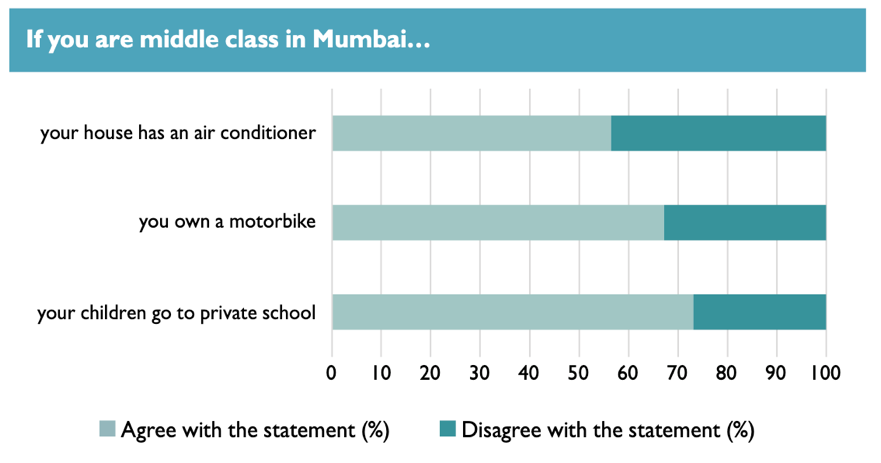 If you are middle class in Mumbai…
your house has an air conditioner
you own a motorbike
your children go to private school
0 10 20 30 40 50 60 70 80 90 100
Agree with the statement (%) Disagree with the statement (%)